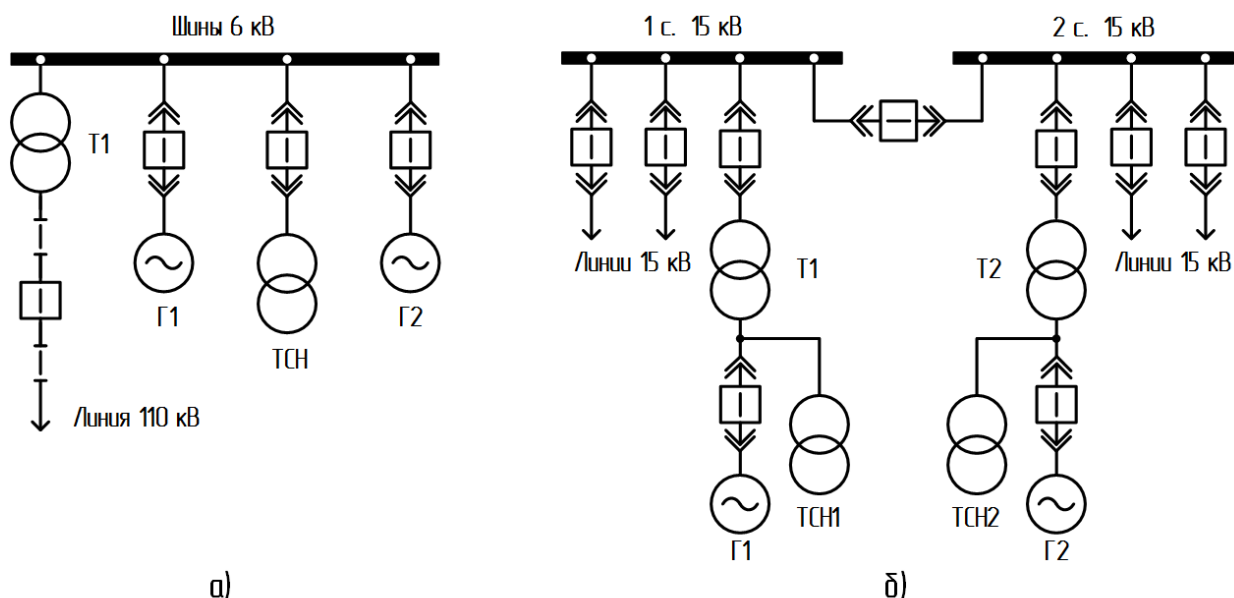 Шины 6 кВ
Т1
Г1
ТСН
Г2
Линия 110 кВ
а)
1 с. 15 кВ
2 с. 15 кВ
Линии 15 кВ
Т1
Т2
Линии 15 кВ
ТСН1
ТСН2
Г1
Г2
б)